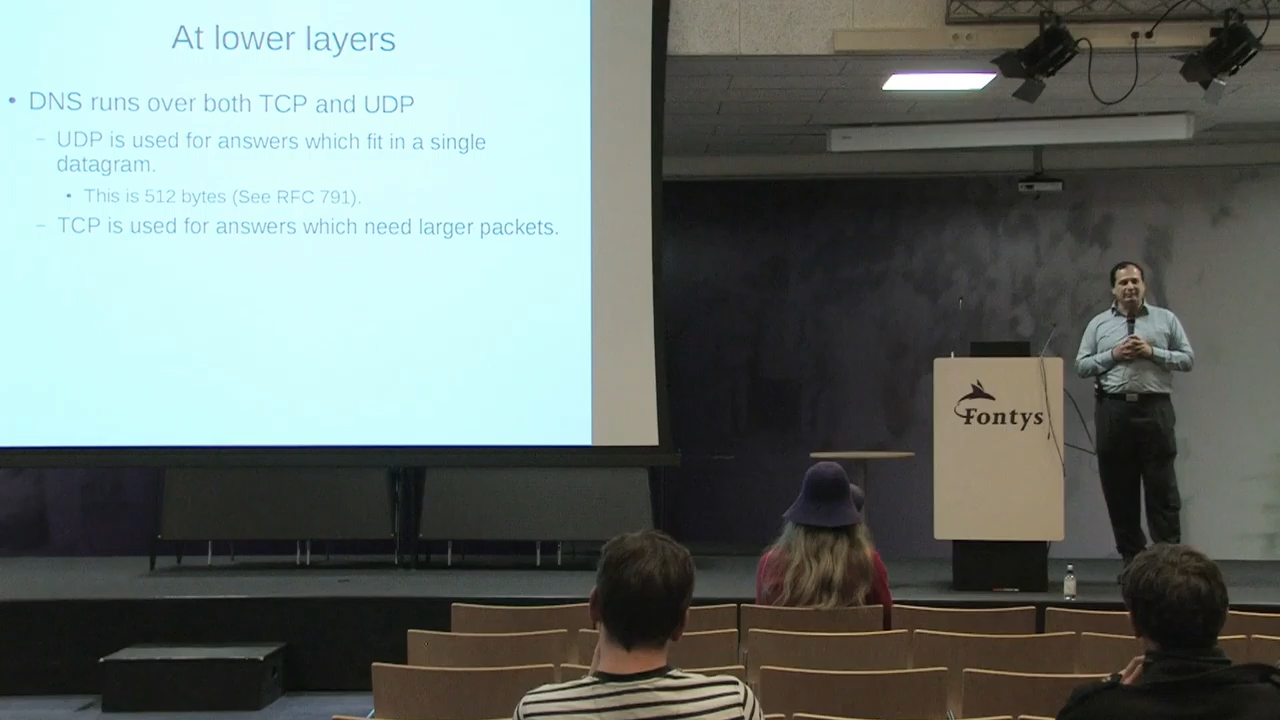 At lower layers
• DNS runs over both TCP and UDP
– UDP is used for answers which fit in a single
datagram.
• This is 512 bytes (See RFC 791).
– TCP is used for answers which need larger packets.
Fontys